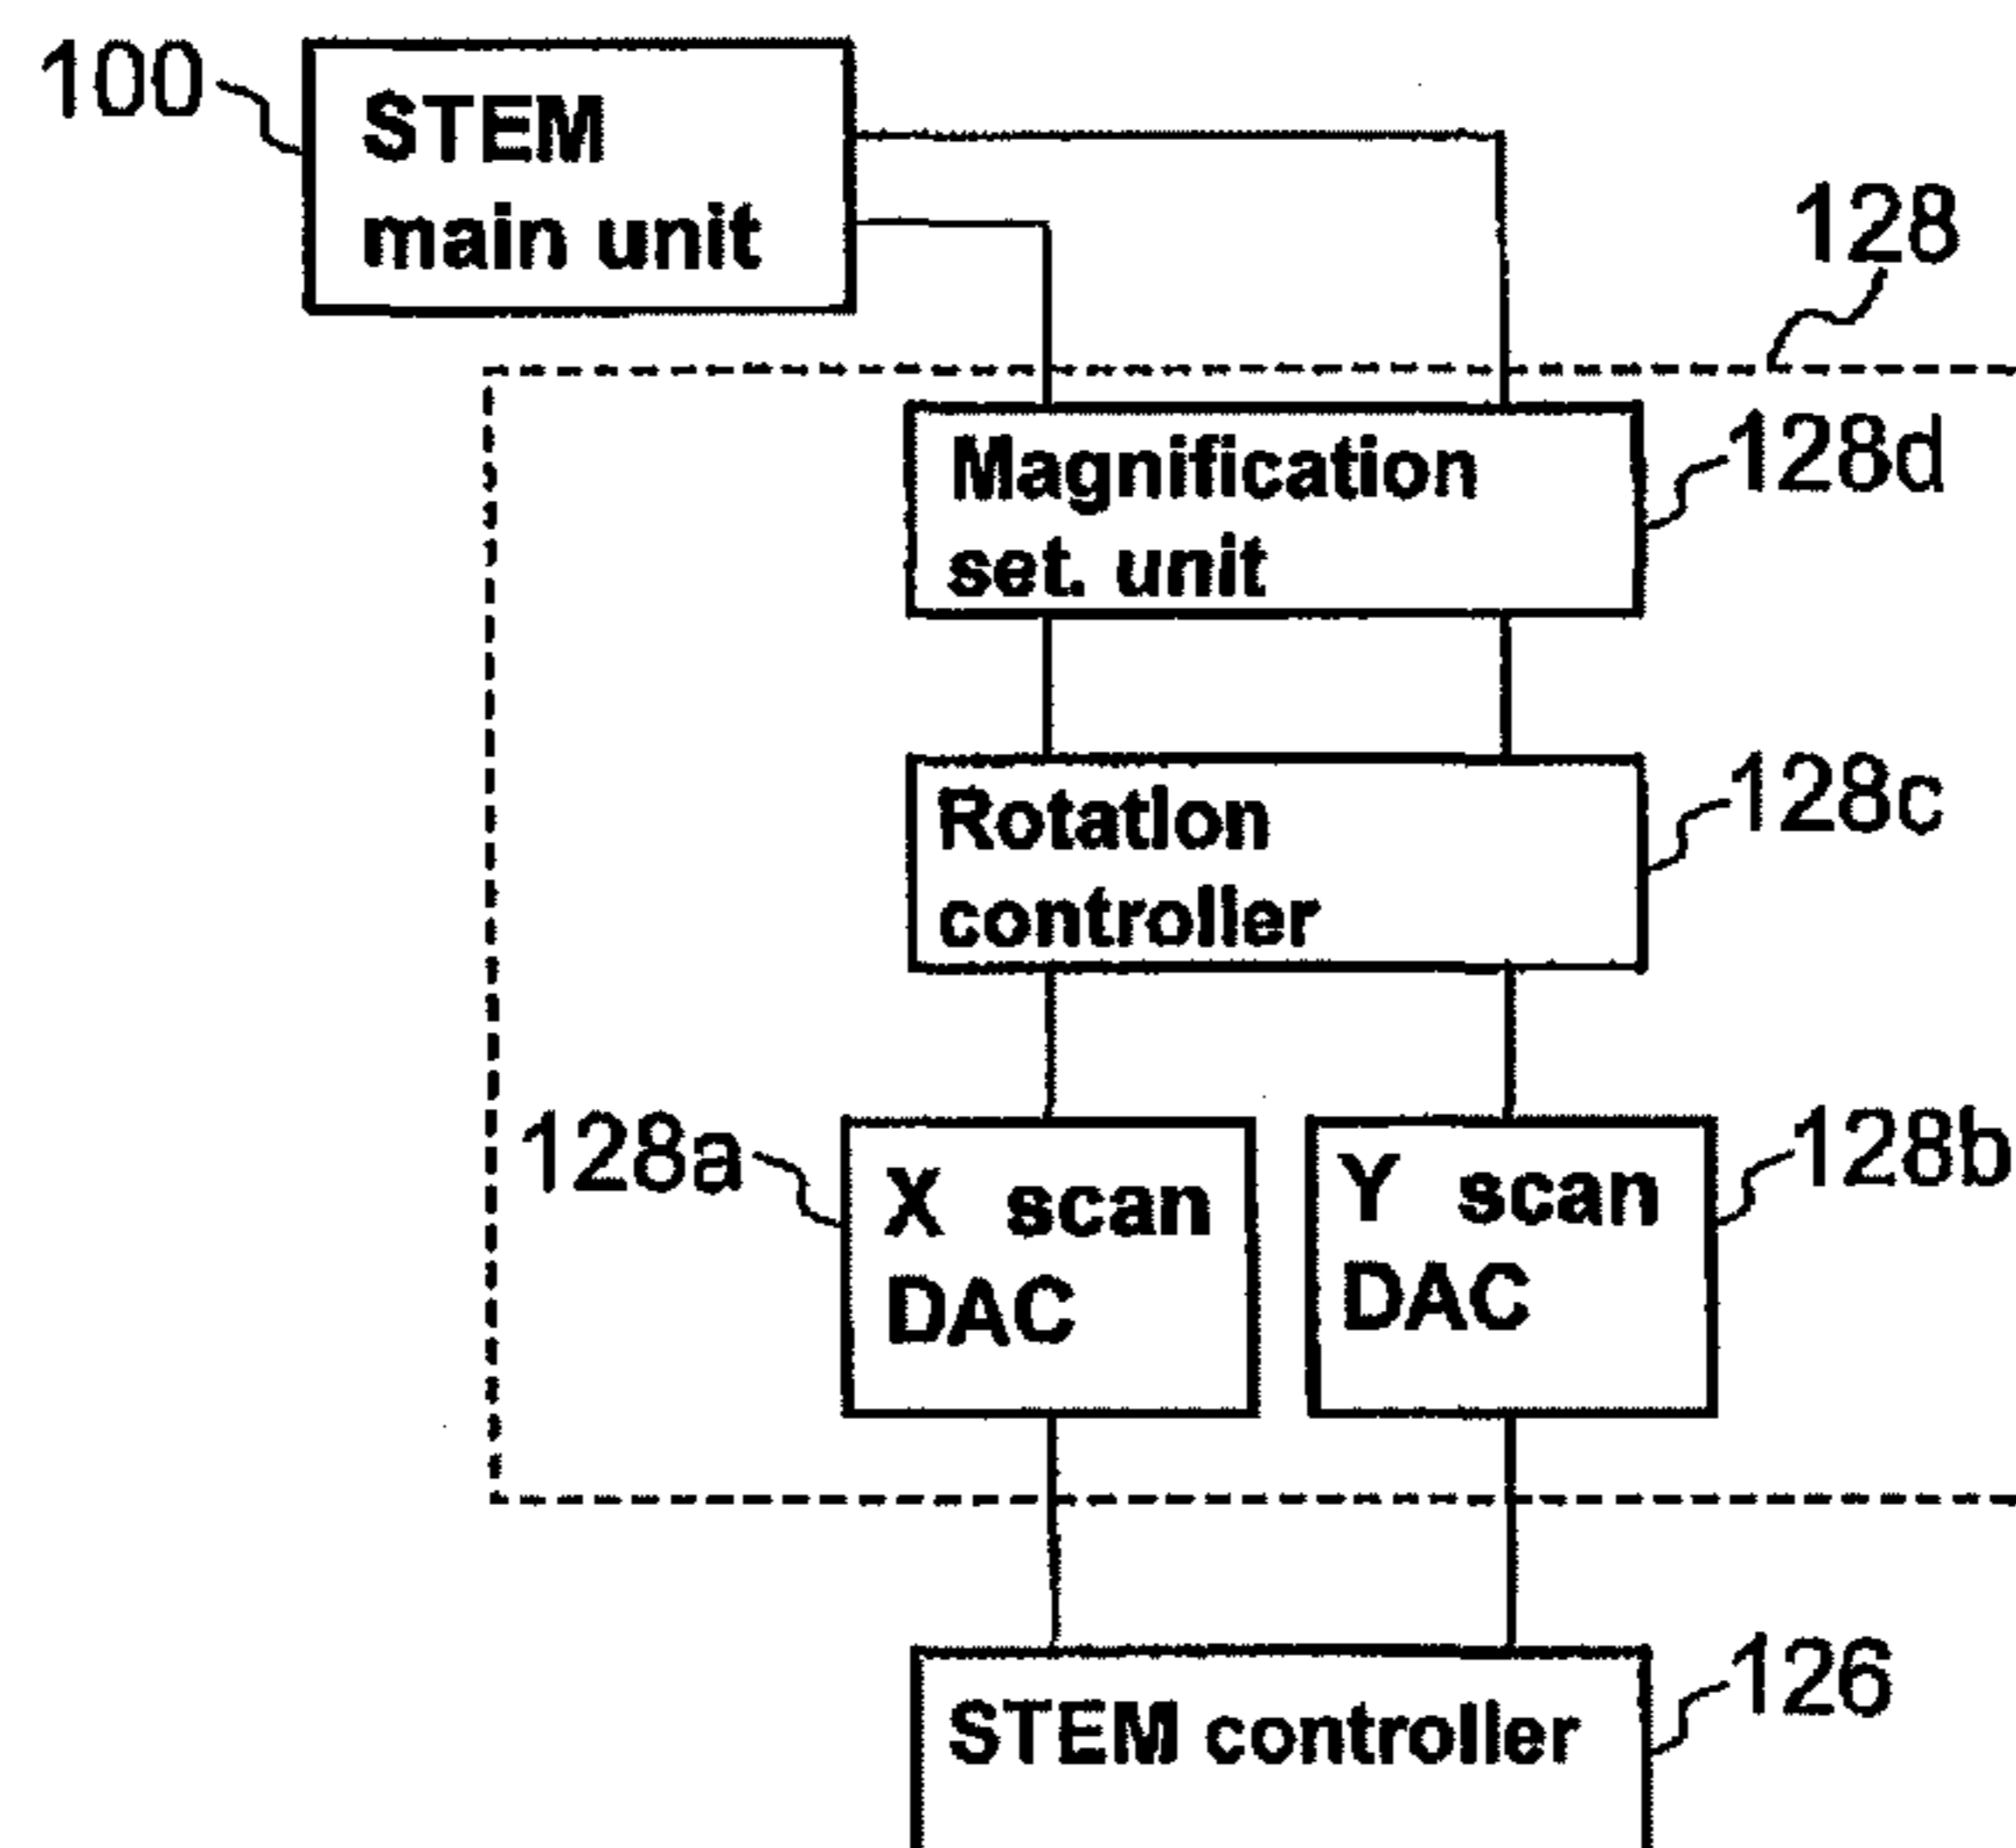 100
STEM
main unit
128
Magnification
set. unit
128d
Rotation
controller
128c
128a
X scan
DAC
Y scan
DAC
128b
STEM controller
126